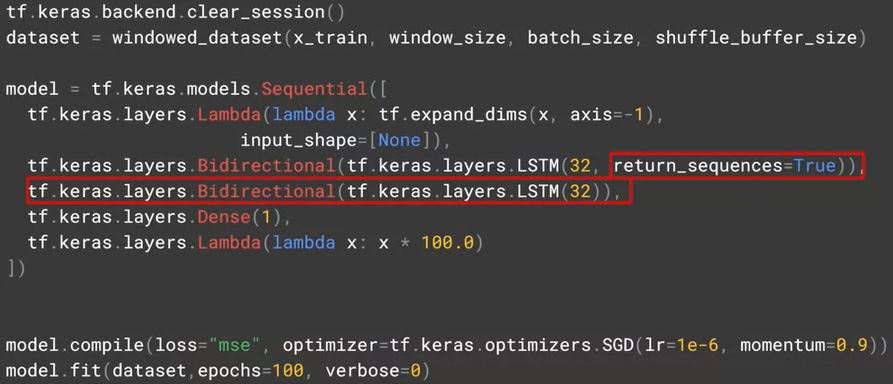 tf.keras.backend.clear_session()
dataset = windowed_dataset(x_train, window_size, batch_size, shuffle_buffer_size)
model = tf.keras.models.Sequential([
tf.keras.layers.Lambda(lambda x: tf.expand_dims(x, axis=-1),
input_shape=[None]),
tf.keras.layers.Bidirectional(tf.keras.layers.LSTM(32, return_sequences=True)),
tf.keras.layers.Bidirectional(tf.keras.layers.LSTM(32)),
tf.keras.layers.Dense(1),
tf.keras.layers.Lambda(lambda x: x * 100.0)
])
model.compile(loss="mse", optimizer=tf.keras.optimizers.SGD(lr=1e-6, momentum=0.9))
model.fit(dataset,epochs=100, verbose=0)